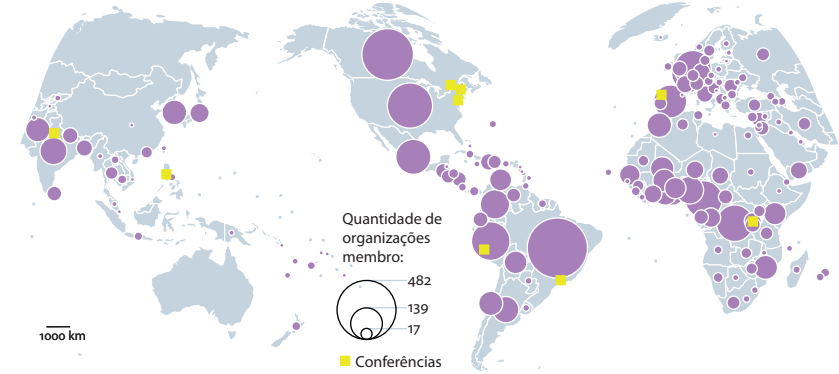 Quantidade de
organizações
membro:
482
139
17
1000 km
Conferências